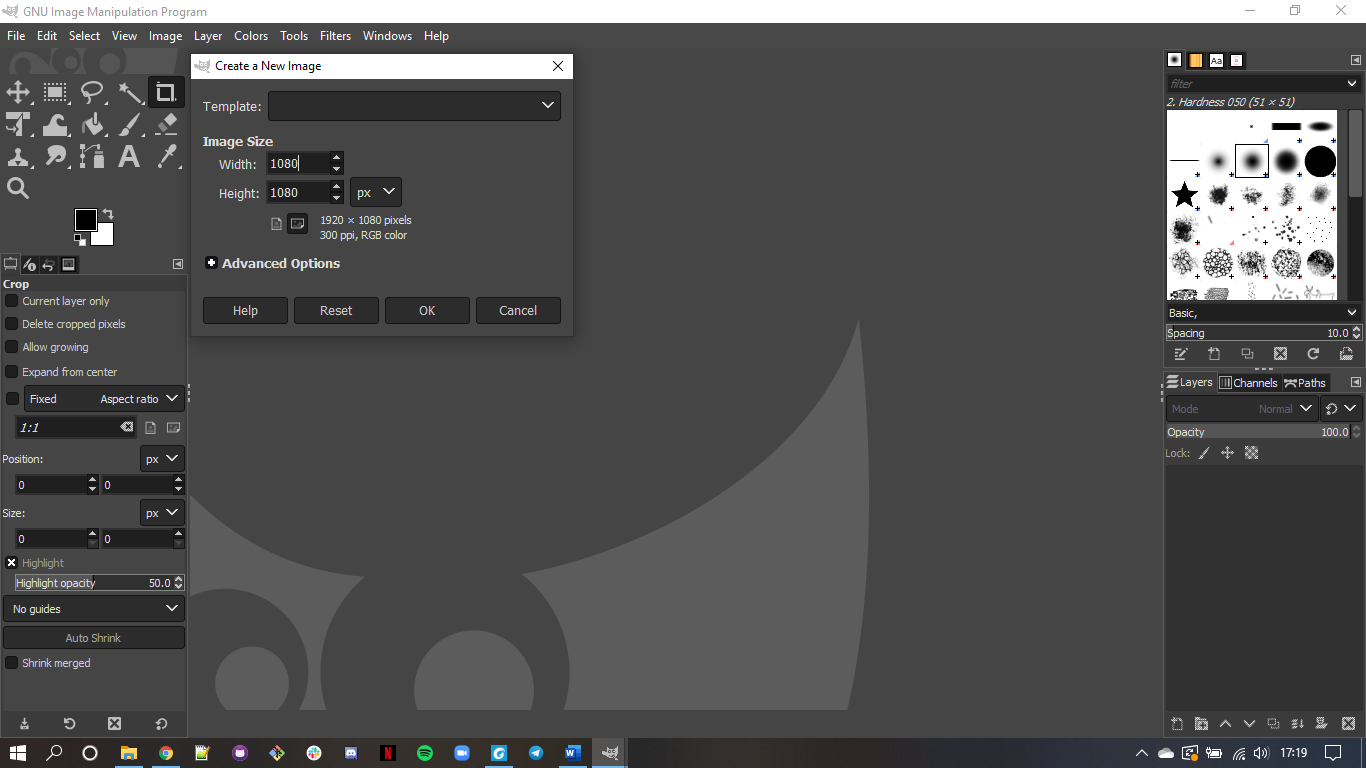 GNU Image Manipulation Program
File Edit Select View Image Layer Colors Tools Filters Windows Help
Create a New Image
Template:
Image Size
Width: 1080
Height: 1080 px
1920 × 1080 pixels
300 ppi, RGB color
Advanced Options
Help Reset OK Cancel
Crop
Current layer only
Delete cropped pixels
Allow growing
Expand from center
Fixed Aspect ratio
1:1
Position: px
0 0
Size: px
0 0
Highlight
Highlight opacity 50.0
No guides
Auto Shrink
Shrink merged
Aa
filter
2. Hardness 050 (51 × 51)
Basic,
Spacing 10.0
Layers Channels Paths
Mode Normal
Opacity 100.0
Lock:
17:19